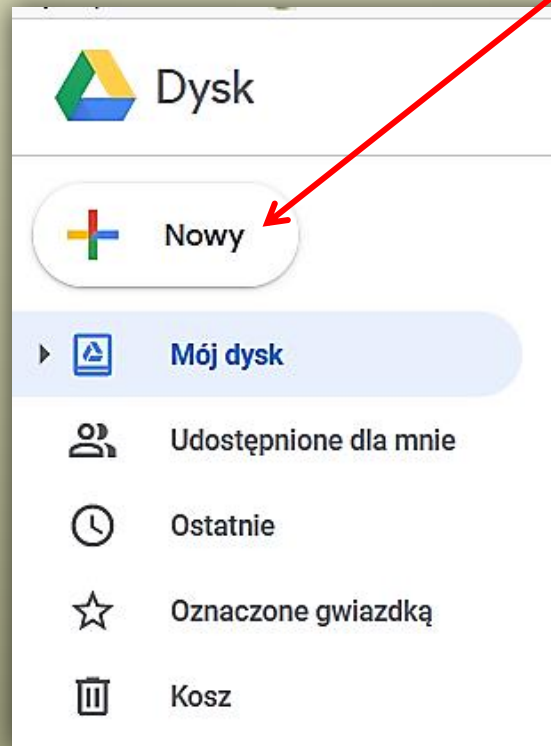 Dysk
Nowy
Mój dysk
Udostępnione dla mnie
Ostatnie
Oznaczone gwiazdką
Kosz